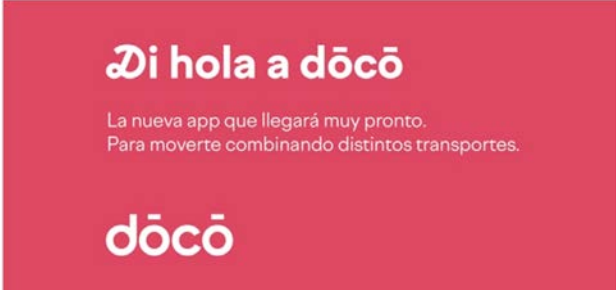 Di hola a dōcō
La nueva app que llegará muy pronto.
Para moverte combinando distintos transportes.
dōcō